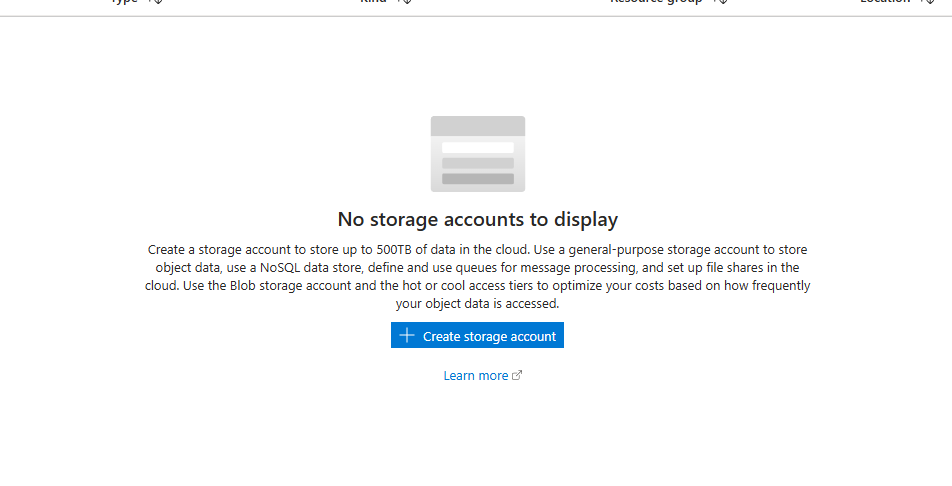 Type
Kind
Resource group
Location
No storage accounts to display
Create a storage account to store up to 500TB of data in the cloud. Use a general-purpose storage account to store
object data, use a NoSQL data store, define and use queues for message processing, and set up file shares in the
cloud. Use the Blob storage account and the hot or cool access tiers to optimize your costs based on how frequently
your object data is accessed.
Create storage account
Learn more